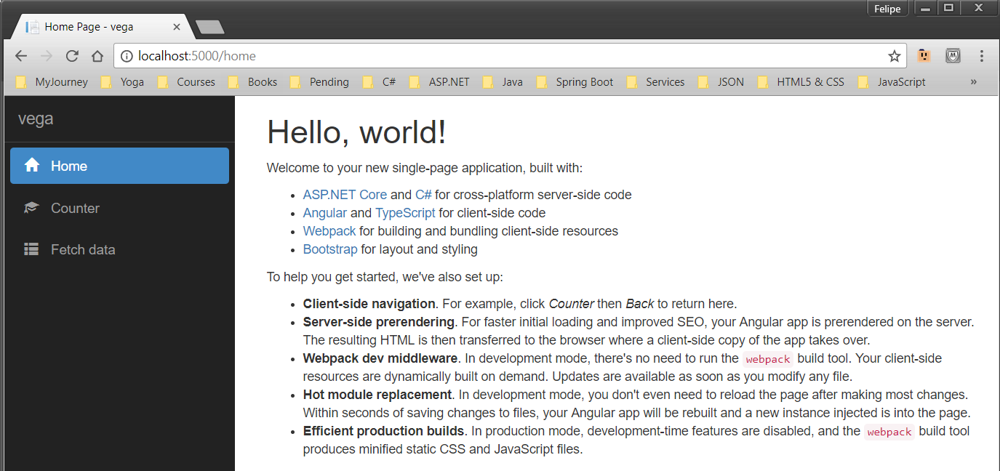 Felipe
Home Page - vega
localhost:5000/home
MyJourney Yoga Courses Books Pending C# ASP.NET Java Spring Boot Services JSON HTML5 & CSS JavaScript »
vega
Home
Counter
Fetch data
Hello, world!
Welcome to your new single-page application, built with:
• ASP.NET Core and C# for cross-platform server-side code
• Angular and TypeScript for client-side code
• Webpack for building and bundling client-side resources
• Bootstrap for layout and styling
To help you get started, we've also set up:
• Client-side navigation. For example, click Counter then Back to return here.
• Server-side prerendering. For faster initial loading and improved SEO, your Angular app is prerendered on the server.
The resulting HTML is then transferred to the browser where a client-side copy of the app takes over.
• Webpack dev middleware. In development mode, there's no need to run the webpack build tool. Your client-side
resources are dynamically built on demand. Updates are available as soon as you modify any file.
• Hot module replacement. In development mode, you don't even need to reload the page after making most changes.
Within seconds of saving changes to files, your Angular app will be rebuilt and a new instance injected is into the page.
• Efficient production builds. In production mode, development-time features are disabled, and the webpack build tool
produces minified static CSS and JavaScript files.